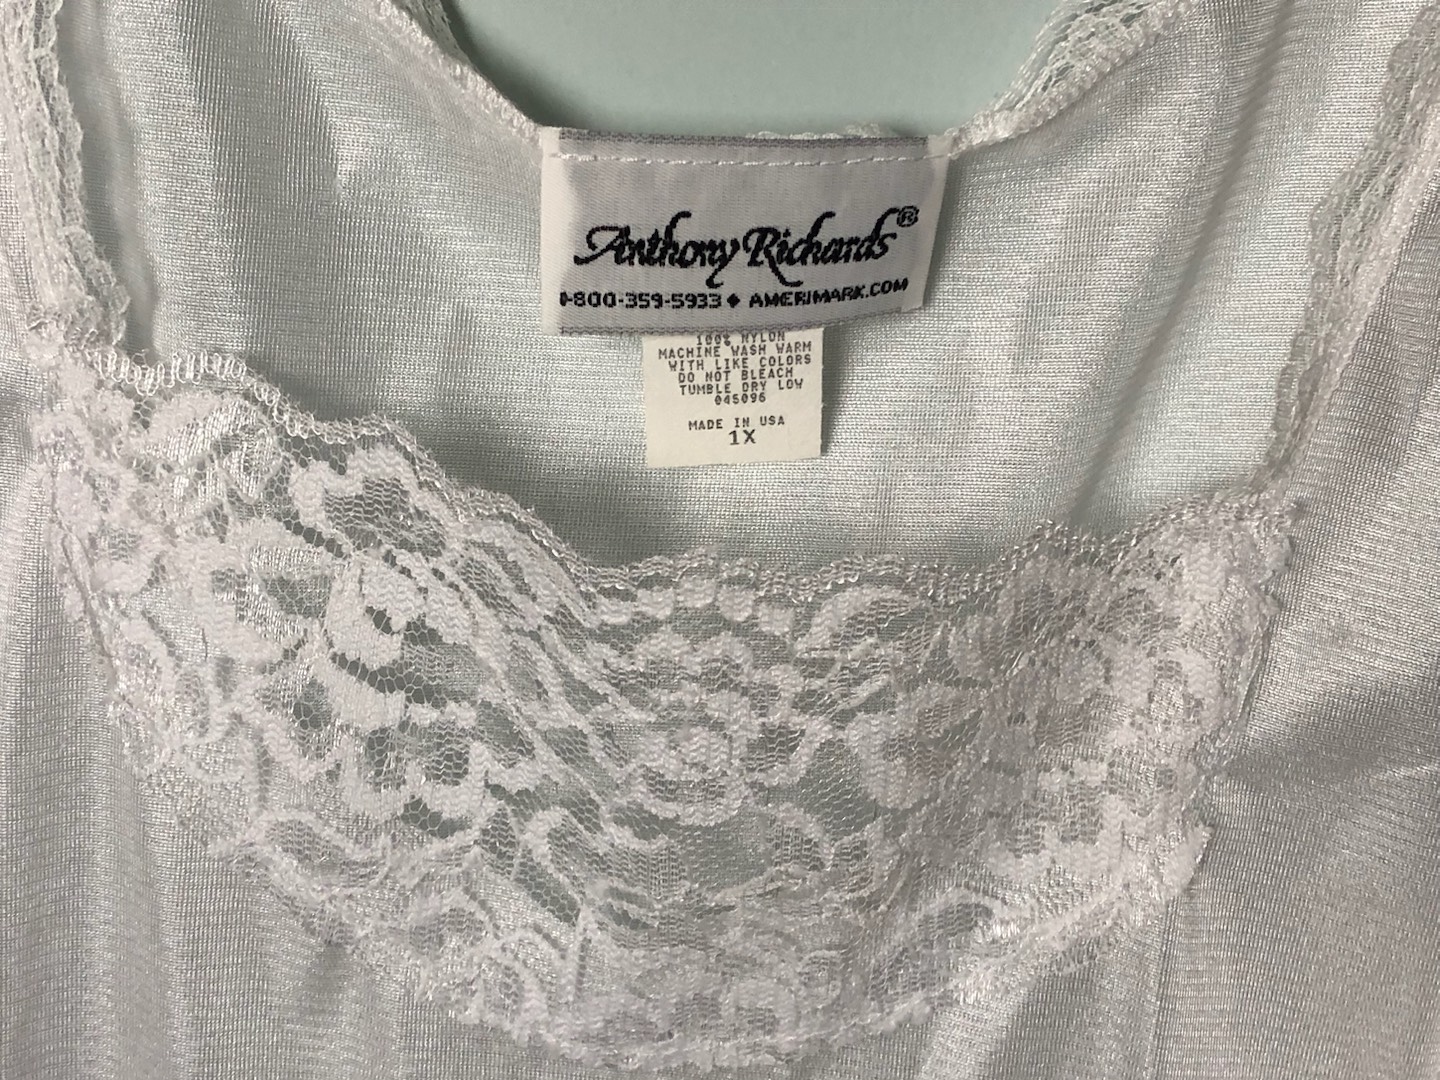 Anthony Richards®
1-800-359-5933 ◆ AMERIMARK.COM
100% NYLON
MACHINE WASH WARM
WITH LIKE COLORS
DO NOT BLEACH
TUMBLE DRY LOW
045096
MADE IN USA
1X